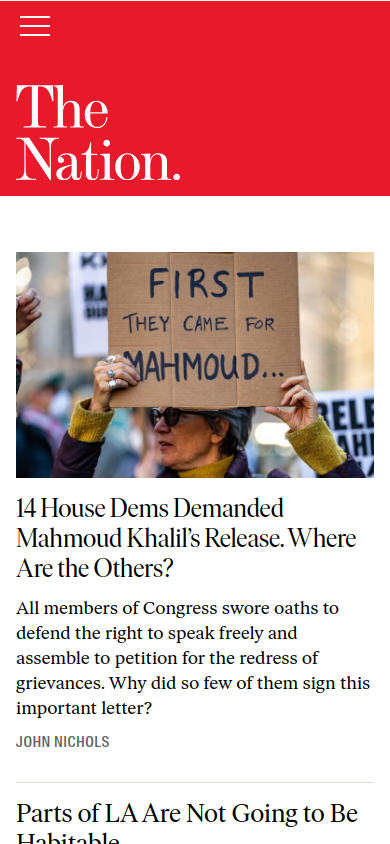 The
Nation.
FIRST
THEY CAME FOR
MAHMOUD...
14 House Dems Demanded
Mahmoud Khalil’s Release. Where
Are the Others?
All members of Congress swore oaths to
defend the right to speak freely and
assemble to petition for the redress of
grievances. Why did so few of them sign this
important letter?
JOHN NICHOLS
Parts of LA Are Not Going to Be
Habitable